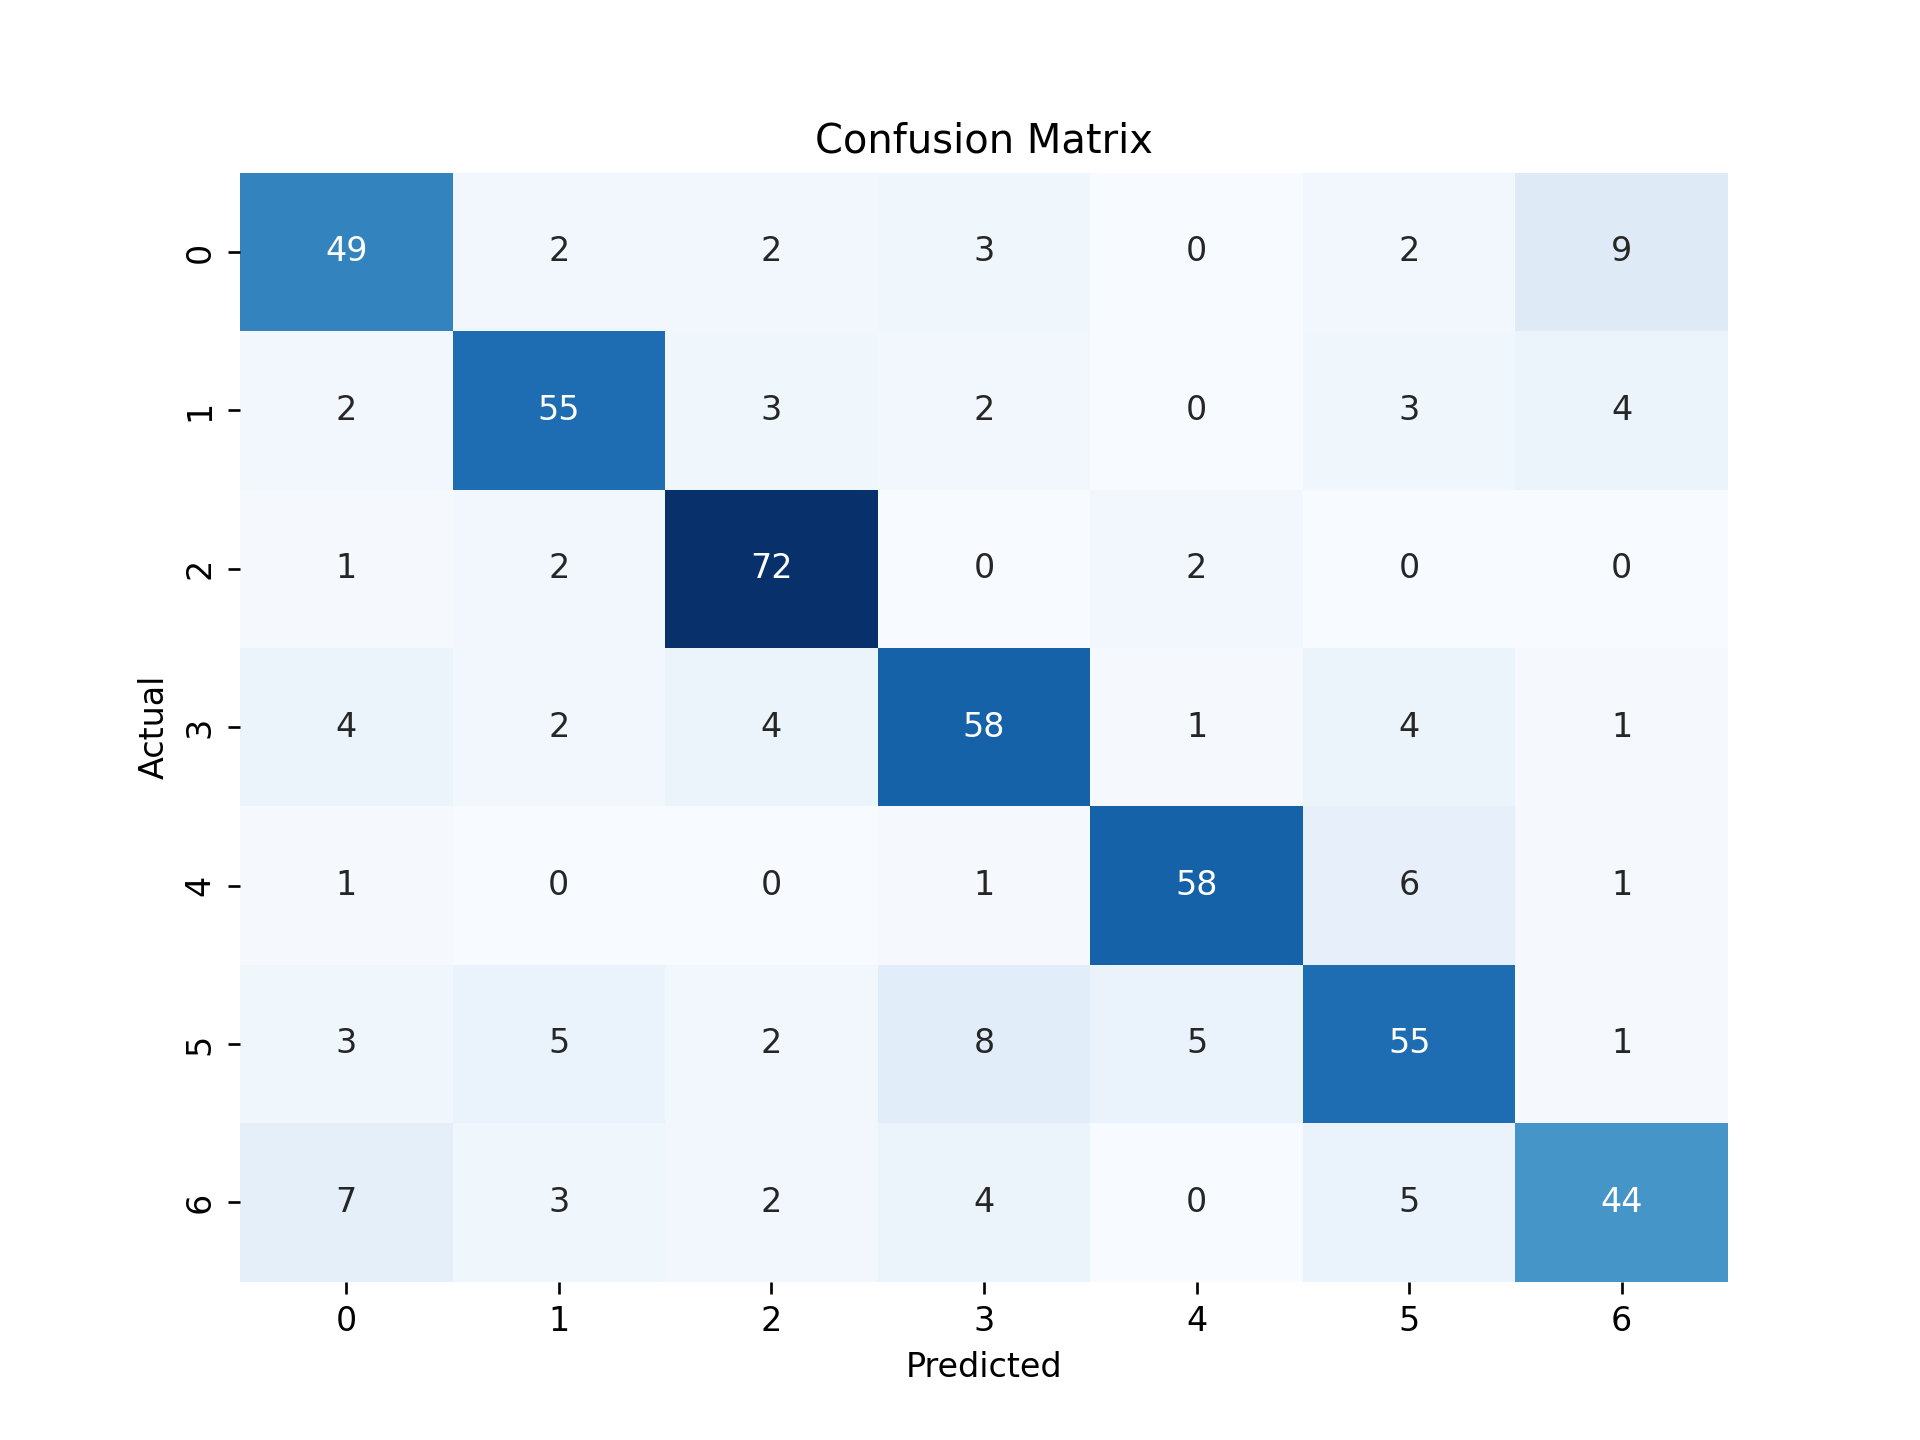 Confusion Matrix
0 49 2 2 3 0 2 9
1 2 55 3 2 0 3 4
2 1 2 72 0 2 0 0
Actual
3 4 2 4 58 1 4 1
4 1 0 0 1 58 6 1
5 3 5 2 8 5 55 1
6 7 3 2 4 0 5 44
0 1 2 3 4 5 6
Predicted